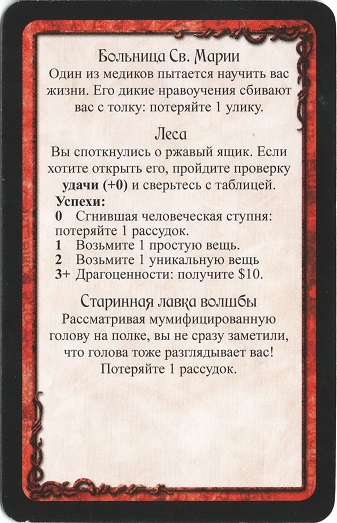 Больница Св. Марии
Один из медиков пытается научить вас
жизни. Его дикие нравоучения сбивают
вас с толку: потеряйте 1 улику.
Леса
Вы споткнулись о ржавый ящик. Если
хотите открыть его, пройдите проверку
удачи (+0) и сверьтесь с таблицей.
Успехи:
0 Сгнившая человеческая ступня:
потеряйте 1 рассудок.
1 Возьмите 1 простую вещь.
2 Возьмите 1 уникальную вещь
3+ Драгоценности: получите $10.
Старинная лавка волшбы
Рассматривая мумифицированную
голову на полке, вы не сразу заметили,
что голова тоже разглядывает вас!
Потеряйте 1 рассудок.